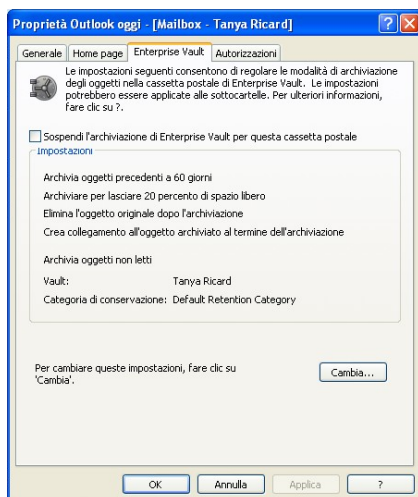 Proprietà Outlook oggi - [Mailbox - Tanya Ricard]
Generale Home page Enterprise Vault Autorizzazioni
Le impostazioni seguenti consentono di regolare le modalità di archiviazione
degli oggetti nella cassetta postale di Enterprise Vault. Le impostazioni
potrebbero essere applicate alle sottocartelle. Per ulteriori informazioni,
fare clic su ?.
Sospendi l'archiviazione di Enterprise Vault per questa cassetta postale
Impostazioni
Archivia oggetti precedenti a 60 giorni
Archiviare per lasciare 20 percento di spazio libero
Elimina l'oggetto originale dopo l'archiviazione
Crea collegamento all'oggetto archiviato al termine dell'archiviazione
Archivia oggetti non letti
Vault: Tanya Ricard
Categoria di conservazione: Default Retention Category
Per cambiare queste impostazioni, fare clic su
'Cambia'.
Cambia...
OK Annulla Applica ?